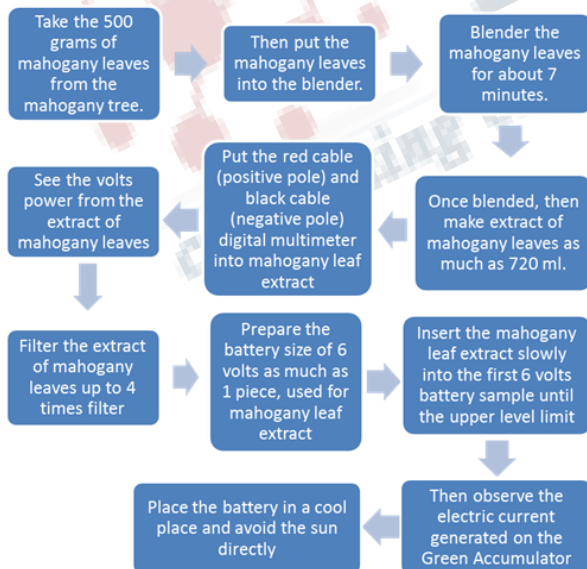 Take the 500
grams of
mahogany leaves
from the
mahogany tree.
Then put the
mahogany leaves
into the blender.
Blender the
mahogany leaves
for about 7
minutes.
Once blended, then
make extract of
mahogany leaves as
much as 720 ml.
Put the red cable
(positive pole) and
black cable
(negative pole)
digital multimeter
into mahogany leaf
extract
See the volts
power from the
extract of
mahogany leaves
Filter the extract
of mahogany
leaves up to 4
times filter
Prepare the
battery size of 6
volts as much as
1 piece, used for
mahogany leaf
extract
Insert the mahogany
leaf extract slowly
into the first 6 volts
battery sample until
the upper level limit
Then observe the
electric current
generated on the
Green Accumulator
Place the battery in a cool
place and avoid the sun
directly